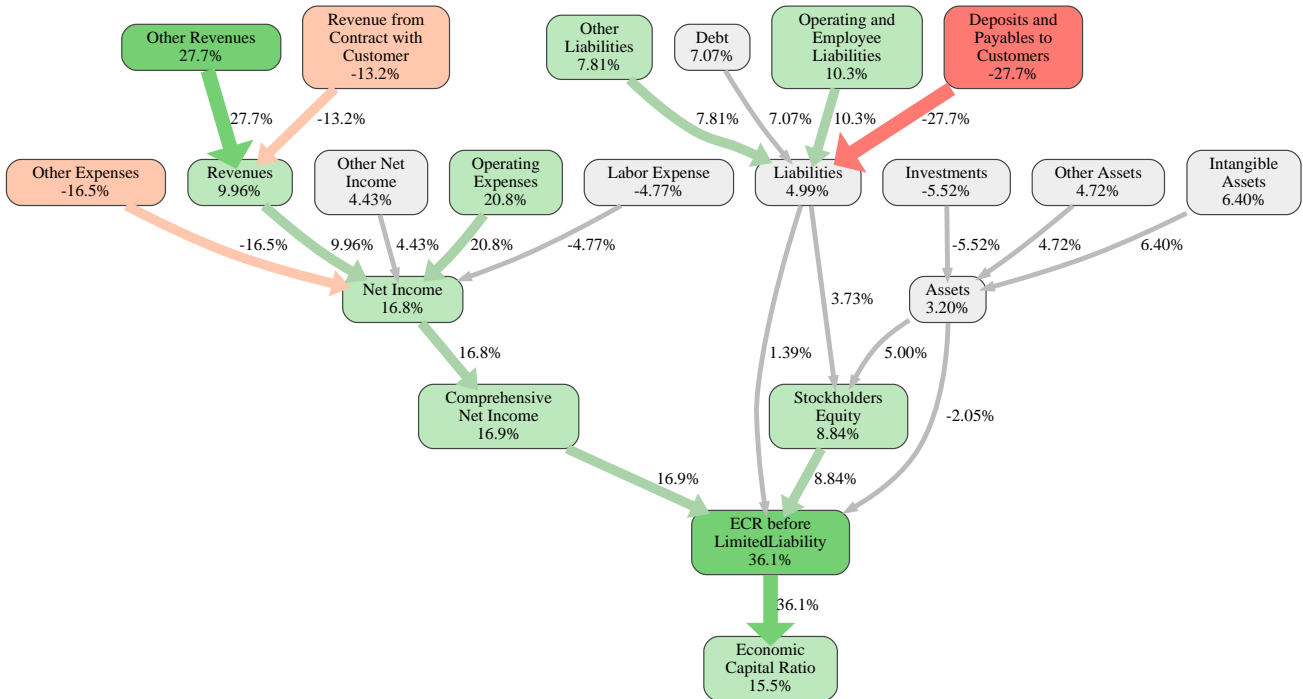 Other Revenues
27.7%
Revenue from
Contract with
Customer
-13.2%
Other
Liabilities
7.81%
Debt
7.07%
Operating and
Employee
Liabilities
10.3%
Deposits and
Payables to
Customers
-27.7%
27.7%
-13.2%
7.81%
7.07%
10.3%
-27.7%
Other Expenses
-16.5%
Revenues
9.96%
Other Net
Income
4.43%
Operating
Expenses
20.8%
Labor Expense
-4.77%
Liabilities
4.99%
Investments
-5.52%
Other Assets
4.72%
Intangible
Assets
6.40%
-16.5%
9.96%
4.43%
20.8%
-4.77%
-5.52%
4.72%
6.40%
Net Income
16.8%
Assets
3.20%
3.73%
16.8%
1.39%
5.00%
Comprehensive
Net Income
16.9%
Stockholders
Equity
8.84%
-2.05%
16.9%
8.84%
ECR before
LimitedLiability
36.1%
36.1%
Economic
Capital Ratio
15.5%